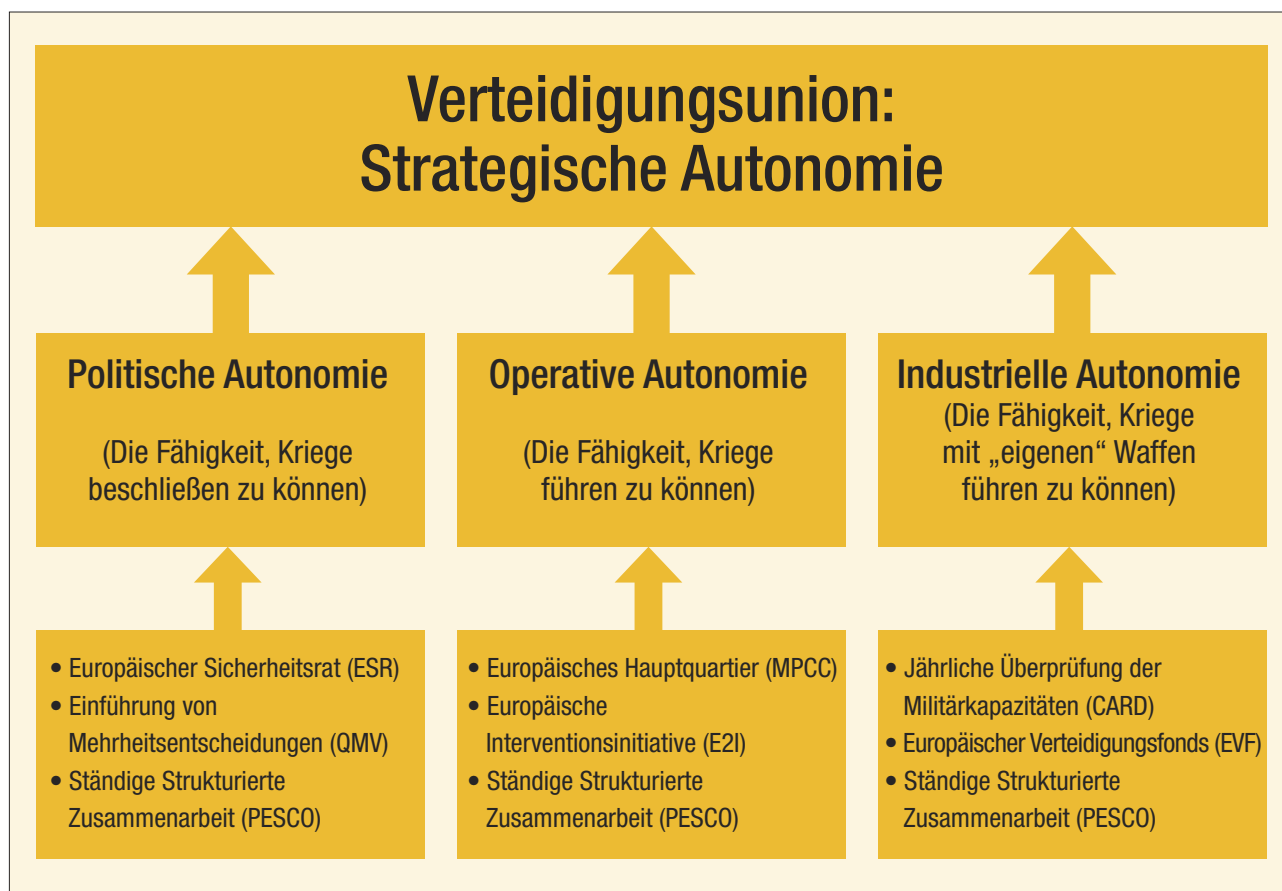 Verteidigungsunion:
Strategische Autonomie
Politische Autonomie
(Die Fähigkeit, Kriege
beschließen zu können)
Operative Autonomie
(Die Fähigkeit, Kriege
führen zu können)
Industrielle Autonomie
(Die Fähigkeit, Kriege
mit „eigenen“ Waffen
führen zu können)
• Europäischer Sicherheitsrat (ESR)
• Einführung von
Mehrheitsentscheidungen (QMV)
• Ständige Strukturierte
Zusammenarbeit (PESCO)
• Europäisches Hauptquartier (MPCC)
• Europäische
Interventionsinitiative (E2I)
• Ständige Strukturierte
Zusammenarbeit (PESCO)
• Jährliche Überprüfung der
Militärkapazitäten (CARD)
• Europäischer Verteidigungsfonds (EVF)
• Ständige Strukturierte
Zusammenarbeit (PESCO)